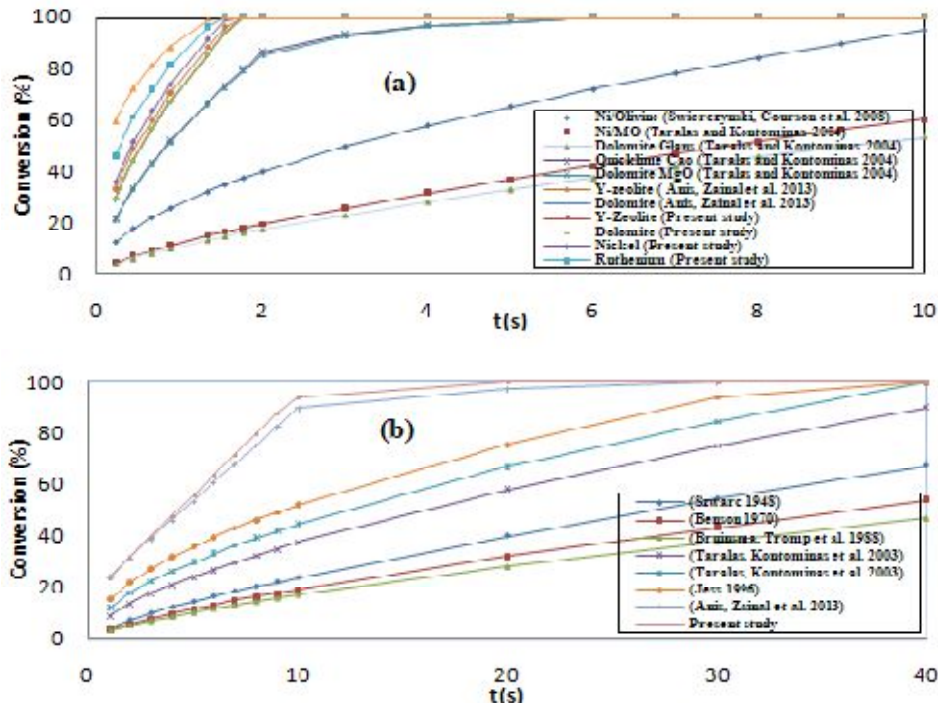 100
80
60
40
20
0
Conversion (%)
(a)
Ni/Olivine (Swierczynski, Courson et al. 2008)
Ni/MO (Taralas and Kontominas
Dolomite Glans (Taralas and Kontominas 2004)
Quicklime Cao (Taralas and Kontominas 2004)
Dolomite MgO (Taralas and Kontominas 2004)
Y-zeolite ( Anis, Zainal et al. 2013)
Dolomite (Anis, Zainal et al. 2013)
Y-Zeolite (Present study)
Dolomite (Present study)
Nickel (Present study)
Ruthenium (Present study)
0 2 4 6 8 10
t(s)
100
80
60
40
20
0
Conversion (%)
(b)
(Szwarc 1948)
(Benson 1970)
(Bruinsma, Tromp et al. 1988)
(Taralas, Kontominas et al. 2003)
(Taralas, Kontominas et al. 2003)
(Jess 1996)
(Anis, Zainal et al. 2013)
Present study
0 10 20 30 40
t(s)